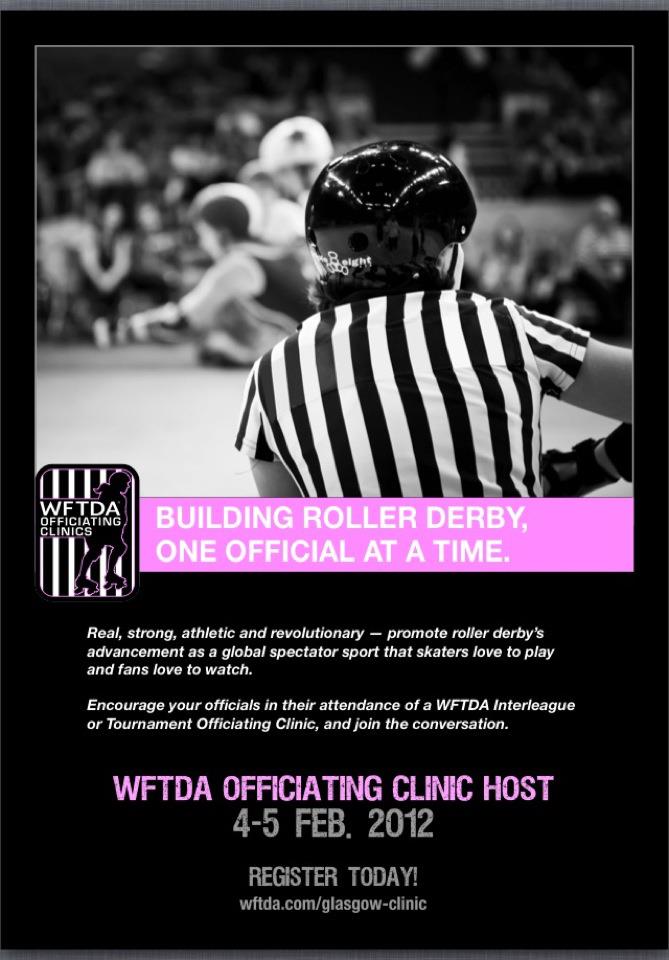 WFTDA
OFFICIATING
CLINICS
BUILDING ROLLER DERBY,
ONE OFFICIAL AT A TIME.
Real, strong, athletic and revolutionary — promote roller derby's
advancement as a global spectator sport that skaters love to play
and fans love to watch.
Encourage your officials in their attendance of a WFTDA Interleague
or Tournament Officiating Clinic, and join the conversation.
WFTDA OFFICIATING CLINIC HOST
4-5 FEB. 2012
REGISTER TODAY!
wftda.com/glasgow-clinic